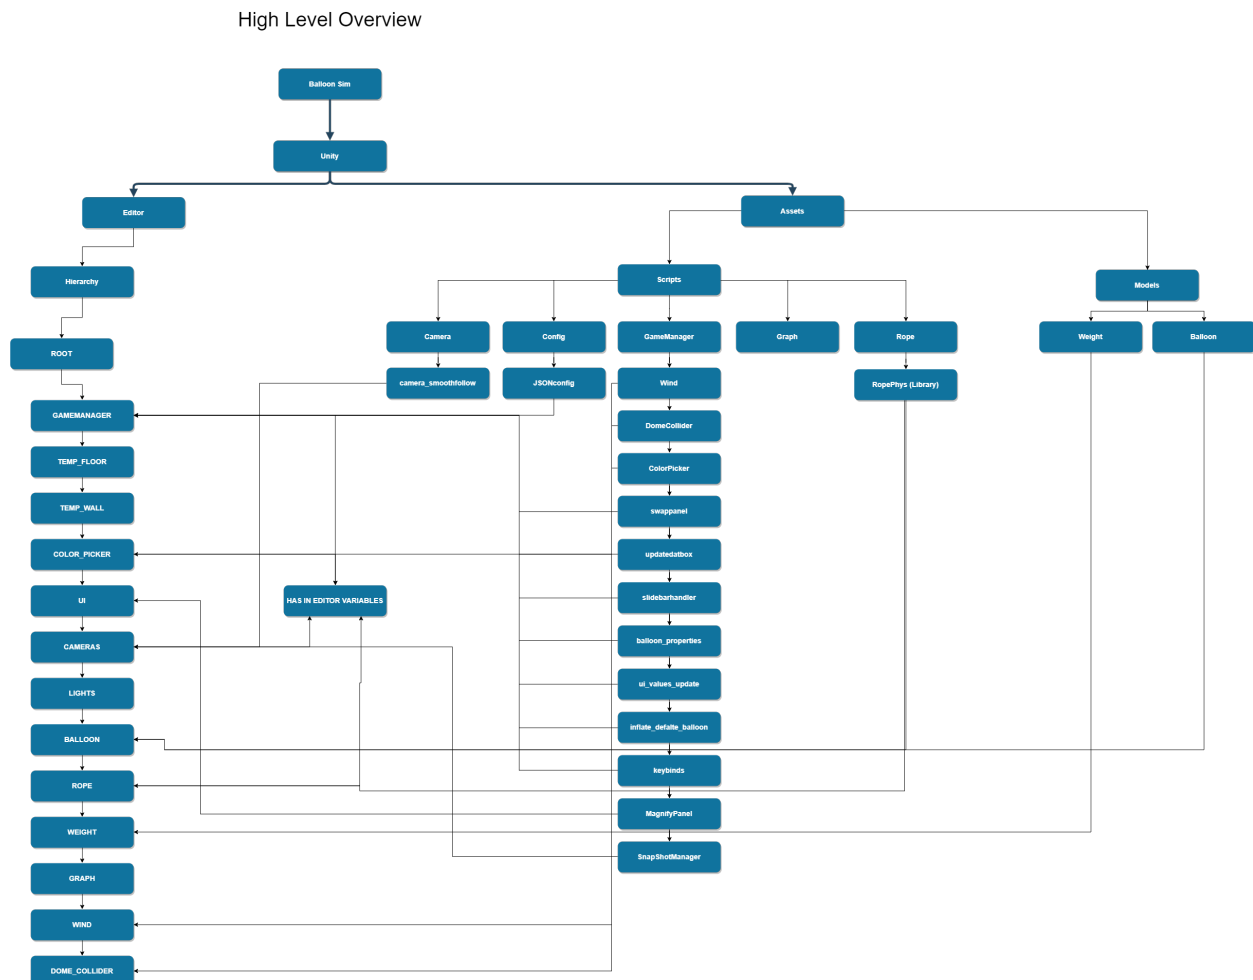 High Level Overview
Balloon Sim
Unity
Editor
Assets
Hierarchy
Scripts
Models
ROOT
Camera
Config
GameManager
Graph
Rope
Weight
Balloon
camera_smoothfollow
JSONconfig
Wind
RopePhys (Library)
GAMEMANAGER
DomeCollider
TEMP_FLOOR
ColorPicker
TEMP_WALL
swappanel
COLOR_PICKER
updatedatbox
UI
HAS IN EDITOR VARIABLES
slidebarhandler
CAMERAS
balloon_properties
LIGHTS
ui_values_update
BALLOON
inflate_defalte_balloon
ROPE
keybinds
WEIGHT
MagnifyPanel
GRAPH
SnapShotManager
WIND
DOME_COLLIDER